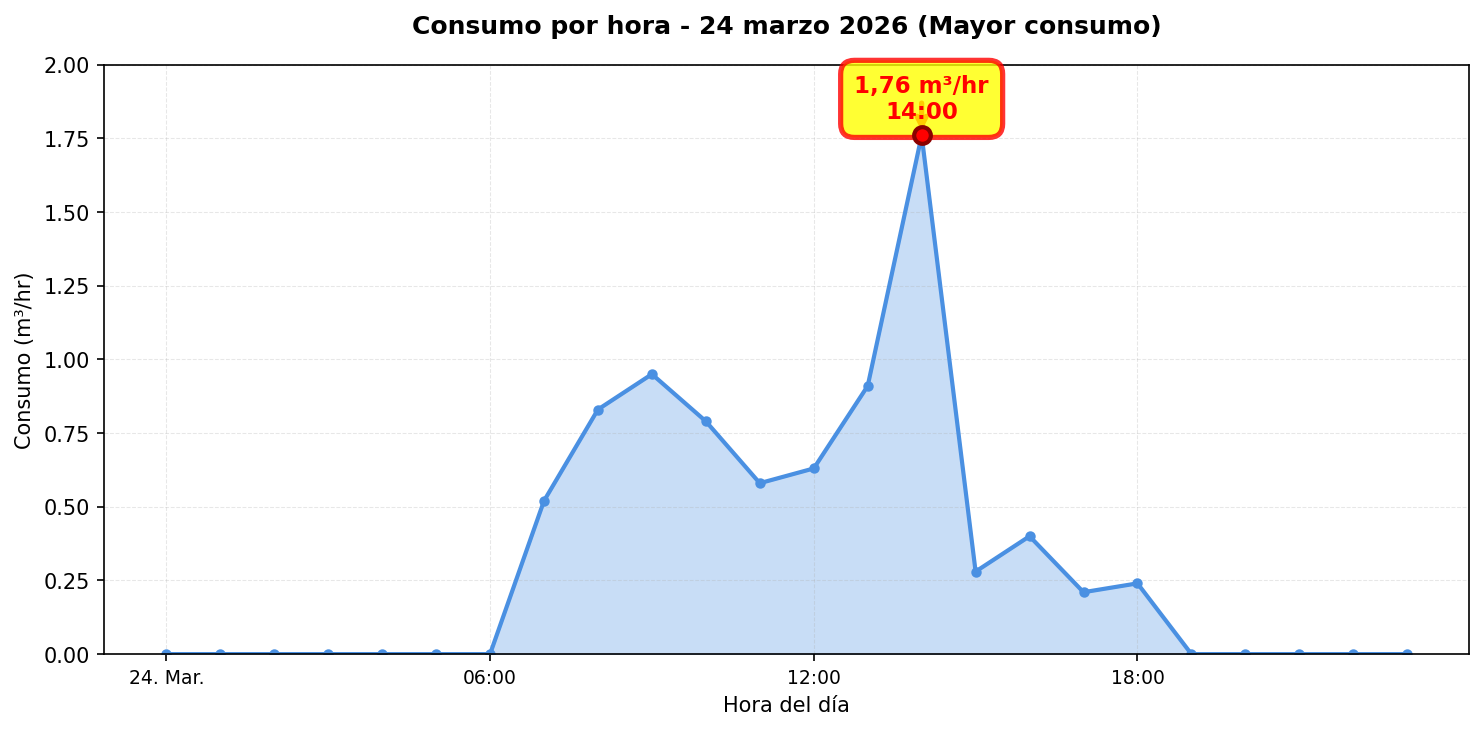 Consumo por hora - 24 marzo 2026 (Mayor consumo)
1,76 m³/hr
14:00
2.00
1.75
1.50
1.25
1.00
0.75
0.50
0.25
0.00
Consumo (m³/hr)
24. Mar.
06:00
12:00
18:00
Hora del día